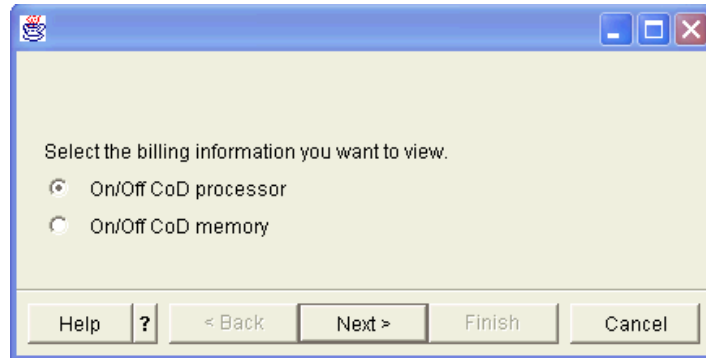 Select the billing information you want to view.
On/Off CoD processor
On/Off CoD memory
Help ? < Back Next > Finish Cancel